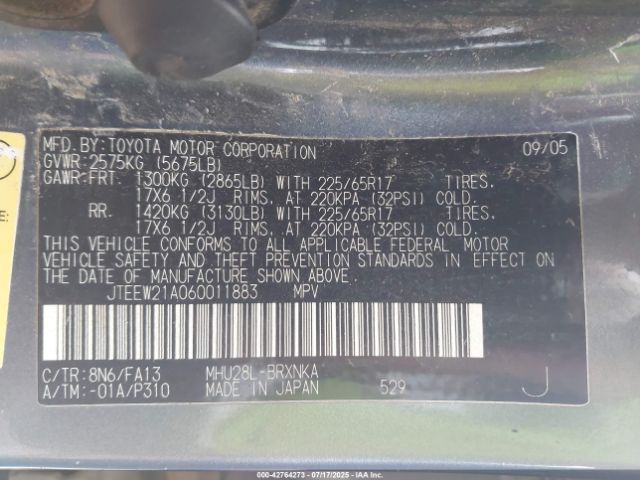 MFD.BY:TOYOTA MOTOR CORPORATION 09/05
GVWR:2575KG (5675LB)
GAWR-FRT. 1300KG (2865LB) WITH 225/65R17 TIRES,
17X6 1/2J RIMS, AT 220KPA (32PSI) COLD.
RR. 1420KG (3130LB) WITH 225/65R17 TIRES,
17X6 1/2J RIMS, AT 220KPA (32PSI) COLD.
THIS VEHICLE CONFORMS TO ALL APPLICABLE FEDERAL MOTOR
VEHICLE SAFETY AND THEFT PREVENTION STANDARDS IN EFFECT ON
THE DATE OF MANUFACTURE SHOWN ABOVE.
JTEEW21A060011883 MPV
C/TR:8N6/FA13 MHU28L-BRXNKA
A/TM:-01A/P310 MADE IN JAPAN 529 J
© 000-42764273 - 07/17/2025 - IAA Inc.